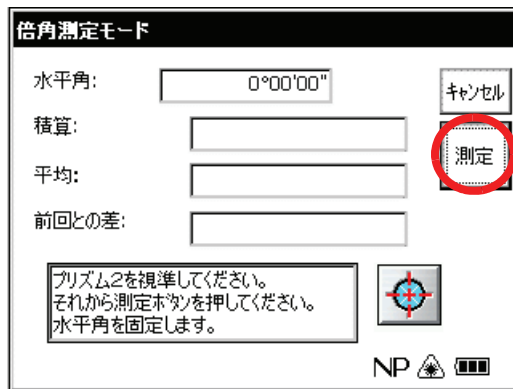 倍角測定モード
水平角: 0°00'00"
キャンセル
積算:
測定
平均:
前回との差:
プリズム2を視準してください。
それから測定ボタンを押してください。
水平角を固定します。
NP